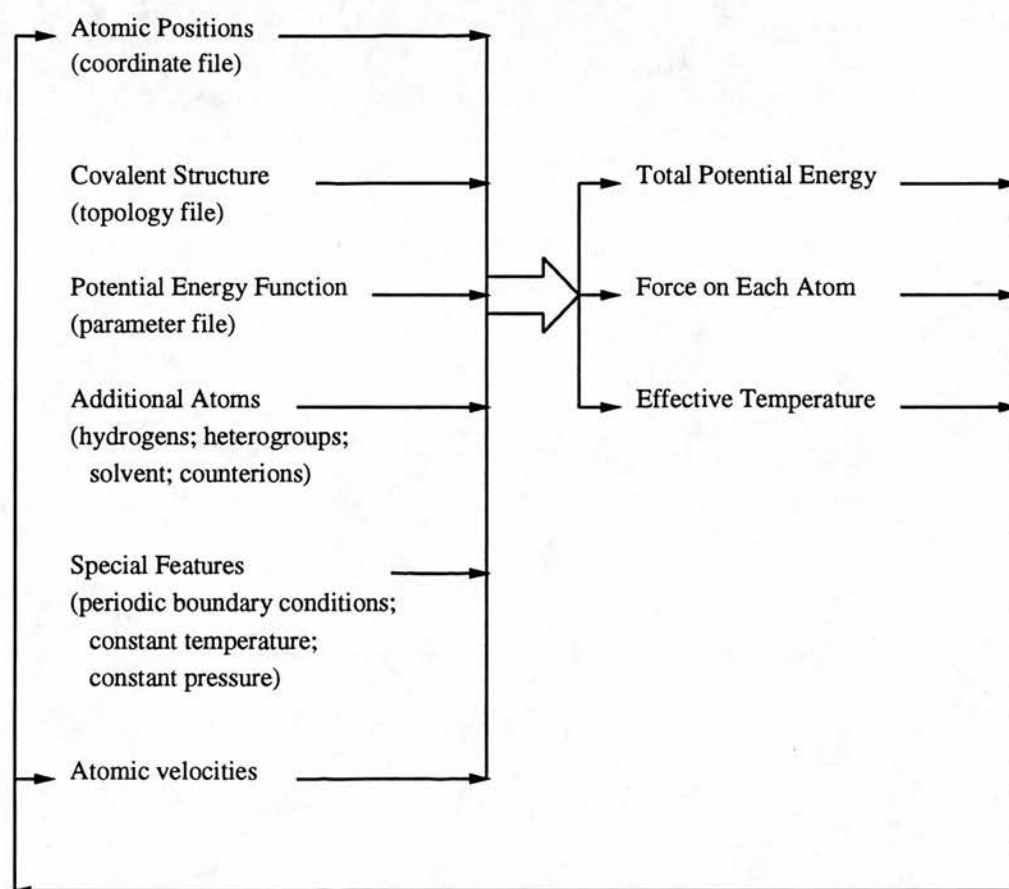 Atomic Positions
(coordinate file)
Covalent Structure
(topology file)
Potential Energy Function
(parameter file)
Additional Atoms
(hydrogens; heterogroups;
solvent; counterions)
Special Features
(periodic boundary conditions;
constant temperature;
constant pressure)
Atomic velocities
Total Potential Energy
Force on Each Atom
Effective Temperature